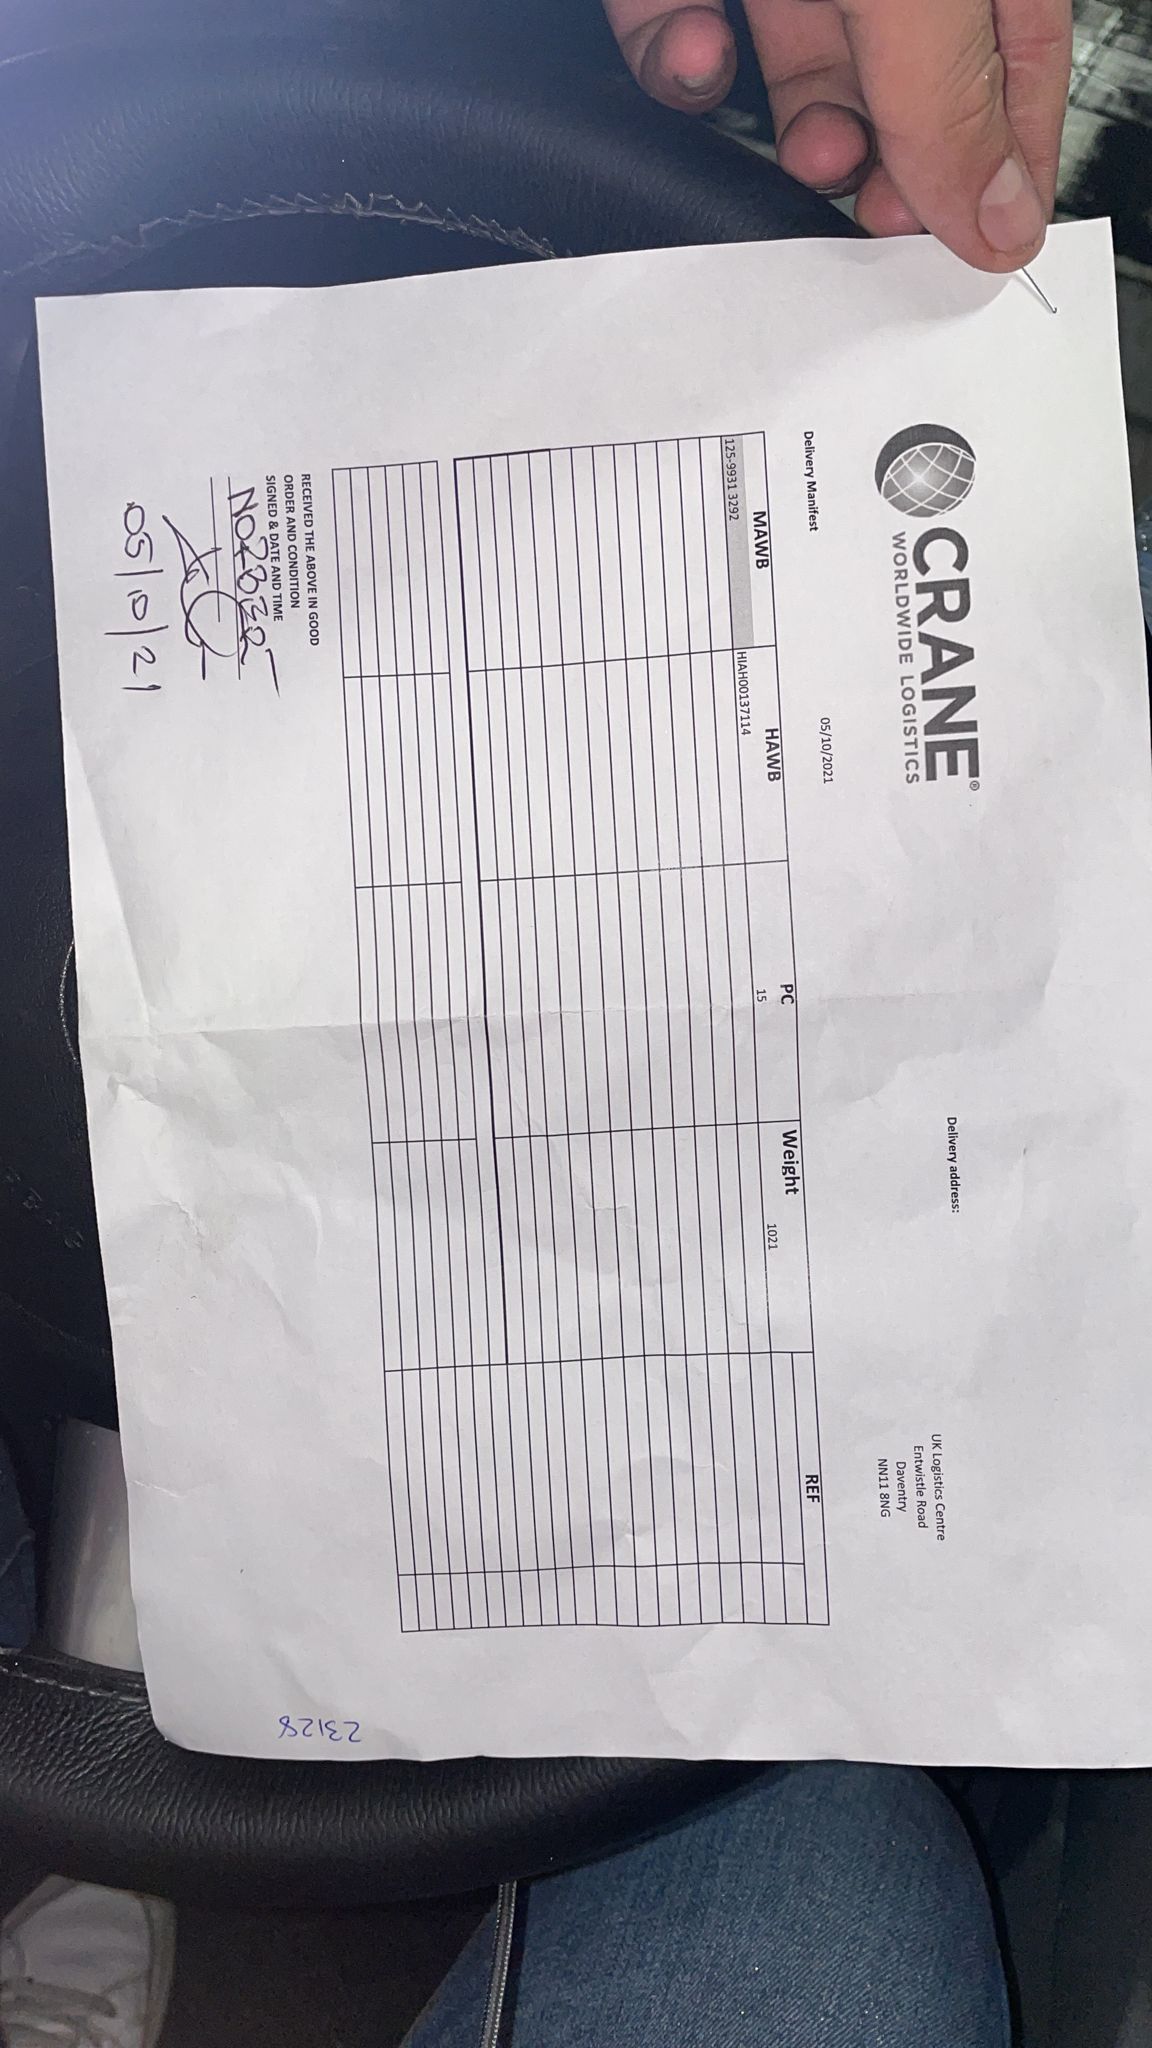 CRANE®
WORLDWIDE LOGISTICS
Delivery address:
UK Logistics Centre
Entwistle Road
Daventry
NN11 8NG
Delivery Manifest 05/10/2021
MAWB HAWB PC Weight REF
125-9931 3292 HIAH00137114 15 1021
RECEIVED THE ABOVE IN GOOD
ORDER AND CONDITION
SIGNED & DATE AND TIME
NORBERT
05/10/21
23128